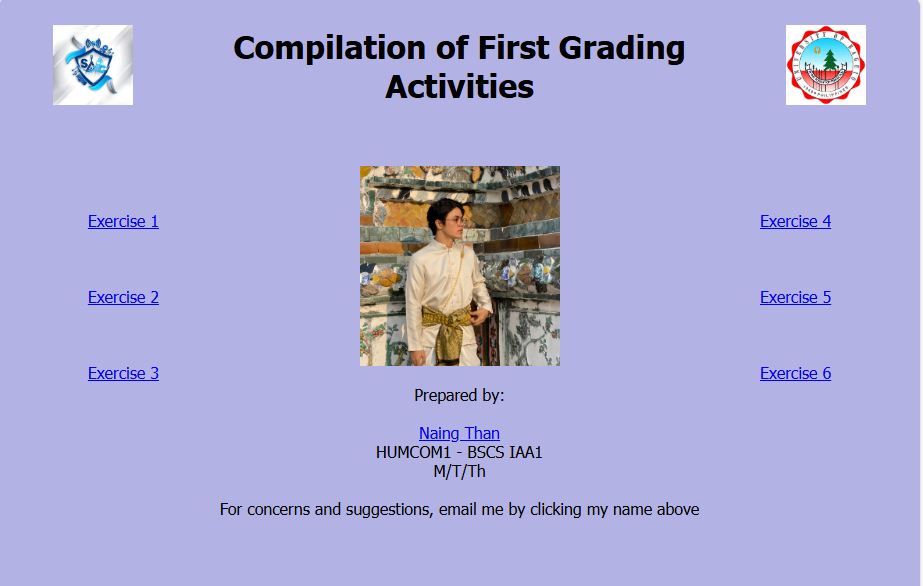 Compilation of First Grading
Activities
Exercise 1
Exercise 4
Exercise 2
Exercise 5
Exercise 3
Exercise 6
Prepared by:
Naing Than
HUMCOM1 - BSCS IAA1
M/T/Th
For concerns and suggestions, email me by clicking my name above